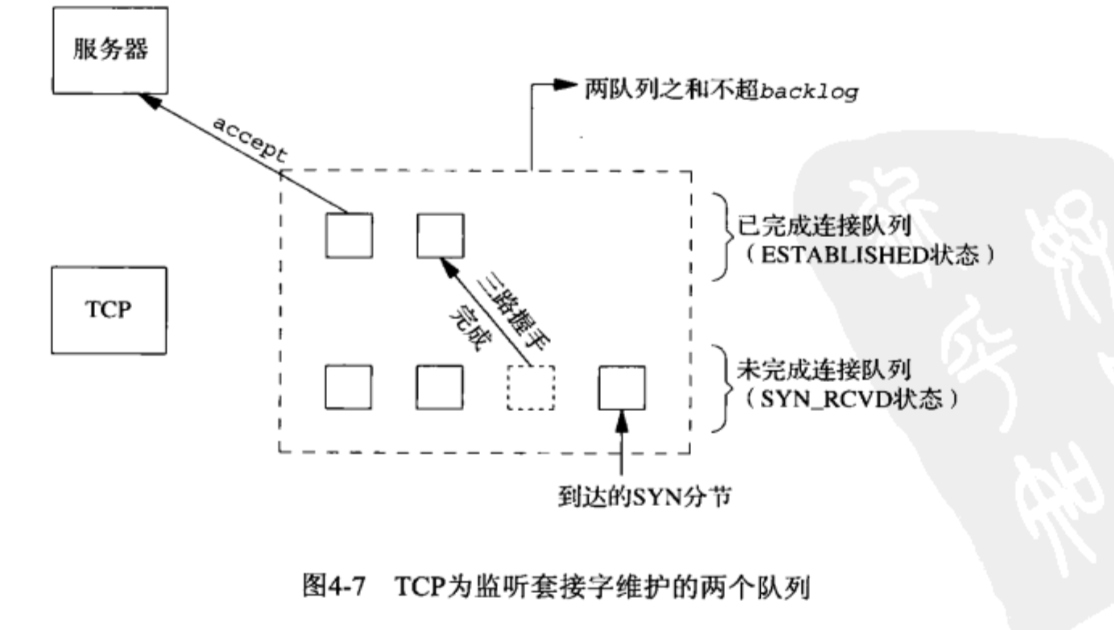 服务器
两队列之和不超backlog
accept
已完成连接队列
（ESTABLISHED状态）
TCP
三路握手
完成
未完成连接队列
（SYN_RCVD状态）
到达的SYN分节
图4-7 TCP为监听套接字维护的两个队列